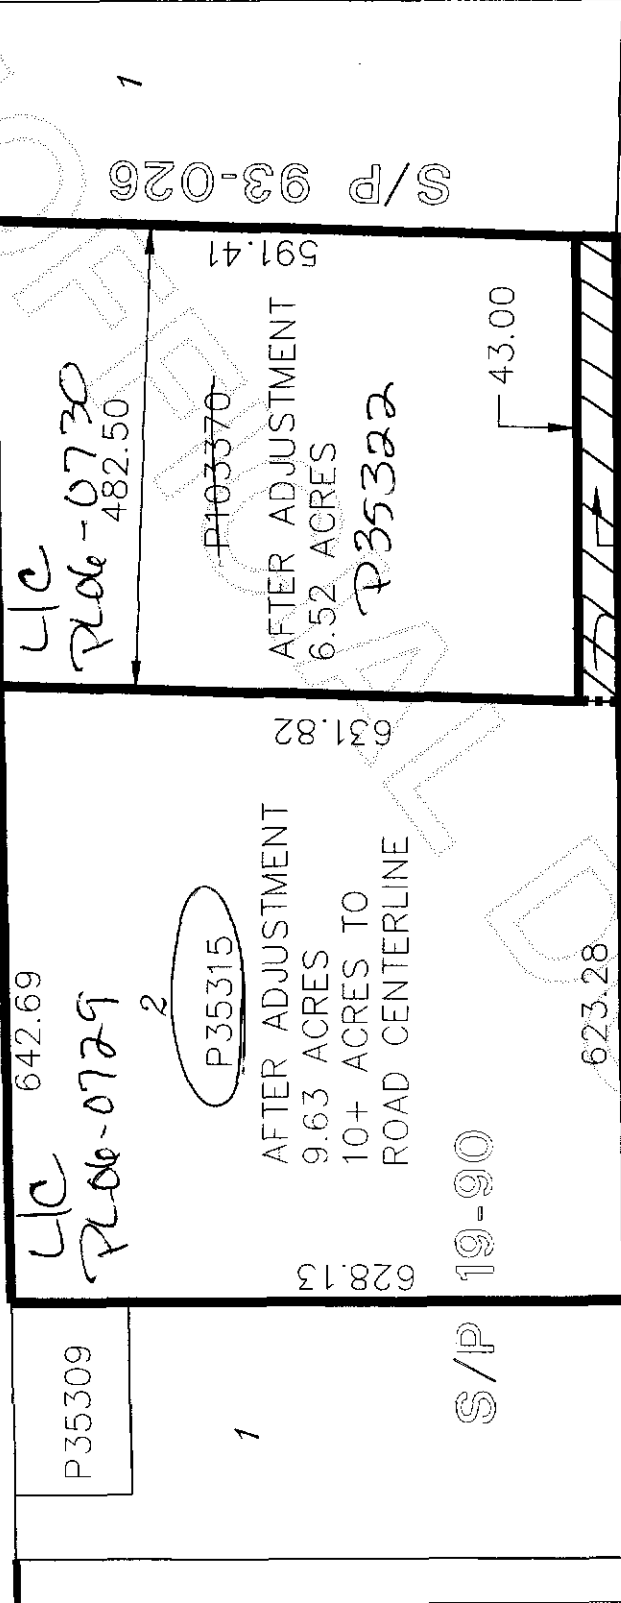 1
S/P 93-026
591.41
L/C
PL06-0730
482.50
P103370
AFTER ADJUSTMENT
6.52 ACRES
P35322
43.00
631.82
642.69
L/C
PL06-0729
2
P35315
AFTER ADJUSTMENT
9.63 ACRES
10+ ACRES TO
ROAD CENTERLINE
623.28
628.13
S/P 19-90
P35309
1